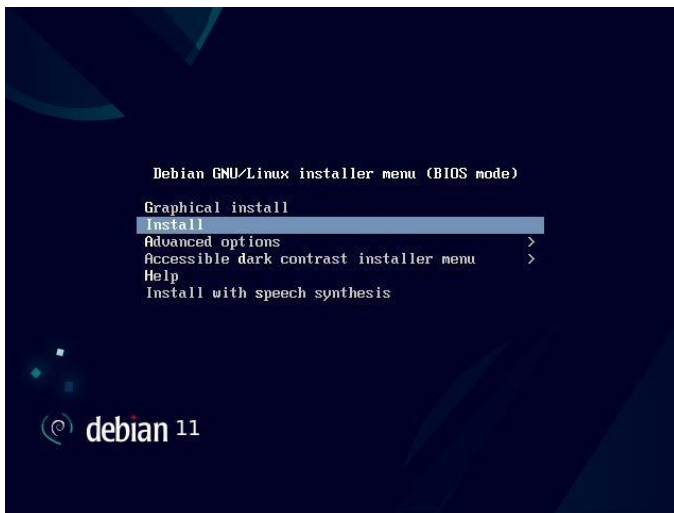 Debian GNU/Linux installer menu (BIOS mode)
Graphical install
Install
Advanced options >
Accessible dark contrast installer menu >
Help
Install with speech synthesis
debian 11